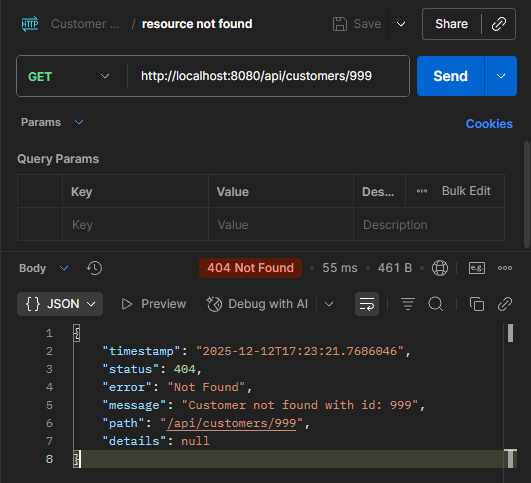 HTTP Customer ... / resource not found Save Share
GET http://localhost:8080/api/customers/999 Send
Params Cookies
Query Params
Key Value Des... Bulk Edit
Key Value Description
Body 404 Not Found • 55 ms • 461 B • e.g.
{ } JSON Preview Debug with AI
1 {
2 "timestamp": "2025-12-12T17:23:21.7686046",
3 "status": 404,
4 "error": "Not Found",
5 "message": "Customer not found with id: 999",
6 "path": "/api/customers/999",
7 "details": null
8 }